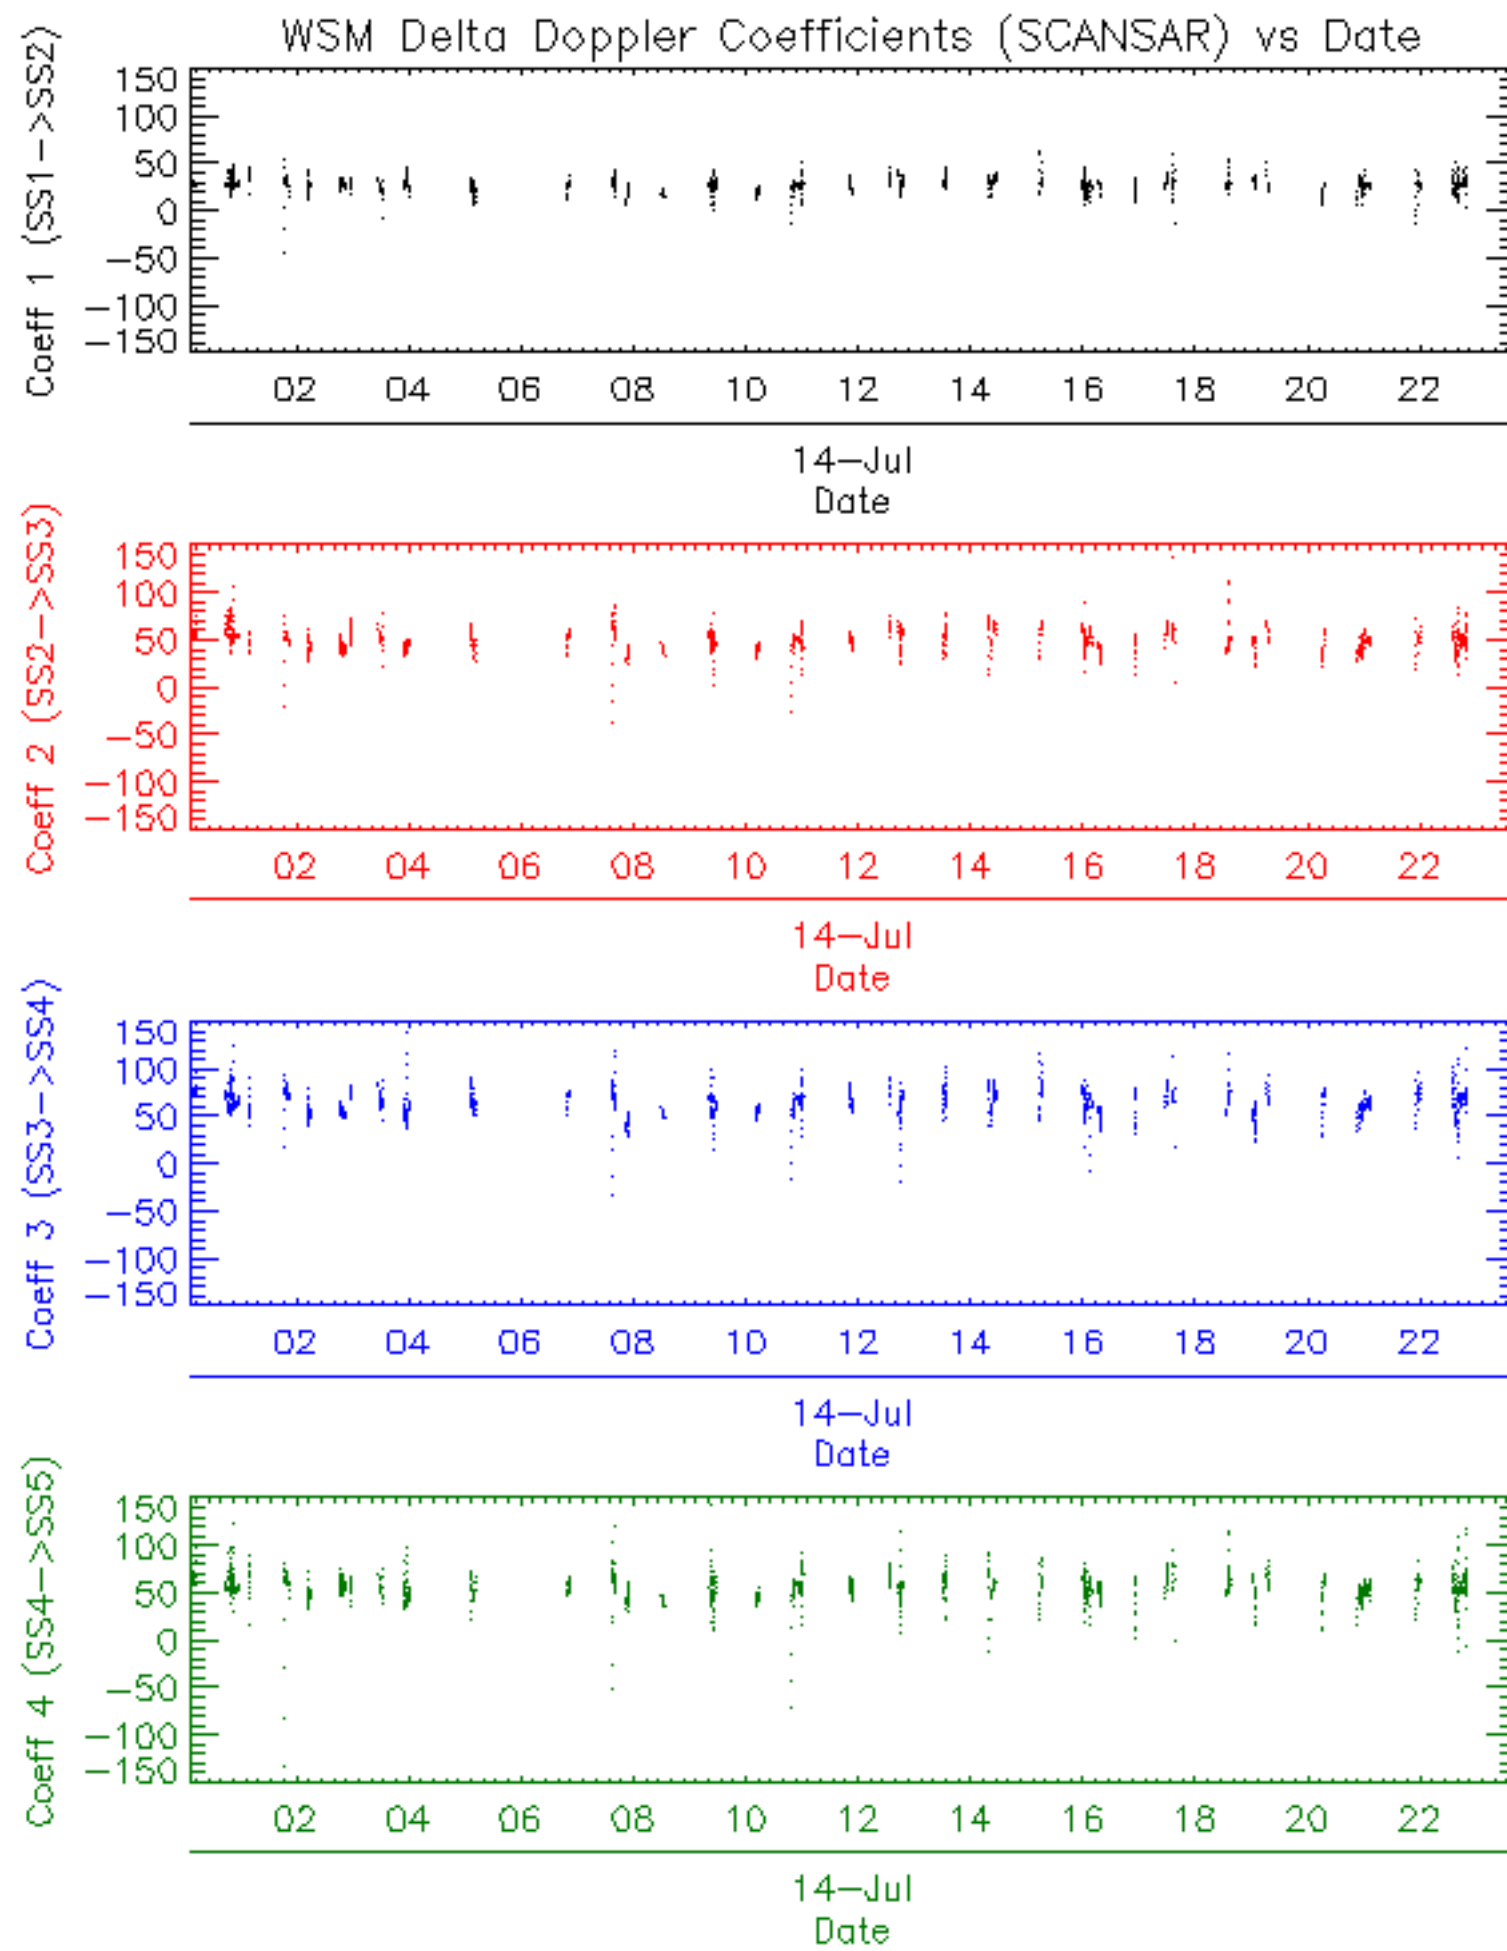 WSM Delta Doppler Coefficients (SCANSAR) vs Date
Coeff 1 (SS1->SS2)
150
100
50
0
-50
-100
-150
02 04 06 08 10 12 14 16 18 20 22
14-Jul
Date
Coeff 2 (SS2->SS3)
150
100
50
0
-50
-100
-150
02 04 06 08 10 12 14 16 18 20 22
14-Jul
Date
Coeff 3 (SS3->SS4)
150
100
50
0
-50
-100
-150
02 04 06 08 10 12 14 16 18 20 22
14-Jul
Date
Coeff 4 (SS4->SS5)
150
100
50
0
-50
-100
-150
02 04 06 08 10 12 14 16 18 20 22
14-Jul
Date